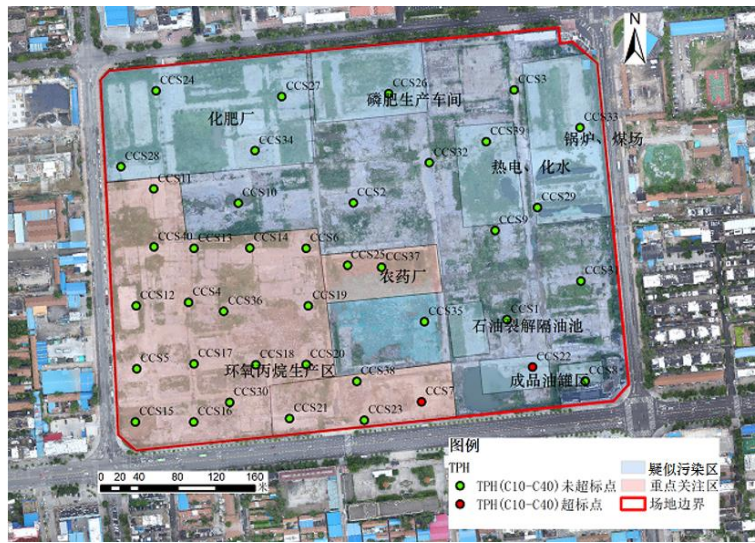 N
CCS24
CCS27
CCS26
CCS3
化肥厂
磷肥生产车间
CCS33
锅炉、煤场
CCS34
CCS39
CCS28
CCS32
热电、化水
CCS11
CCS10
CCS2
CCS29
CCS9
CCS40
CCS13
CCS14
CCS6
CCS25
CCS37
农药厂
CCS3
CCS12
CCS4
CCS36
CCS19
CCS35
CCS1
石油裂解隔油池
CCS5
CCS17
CCS18
CCS20
环氧丙烷生产区
CCS22
CCS38
成品油罐区
CCS8
CCS30
CCS7
CCS15
CCS16
CCS21
CCS23
图例
TPH
疑似污染区
TPH(C10-C40)未超标点
重点关注区
TPH(C10-C40)超标点
场地边界
0 20 40 80 120 160
米